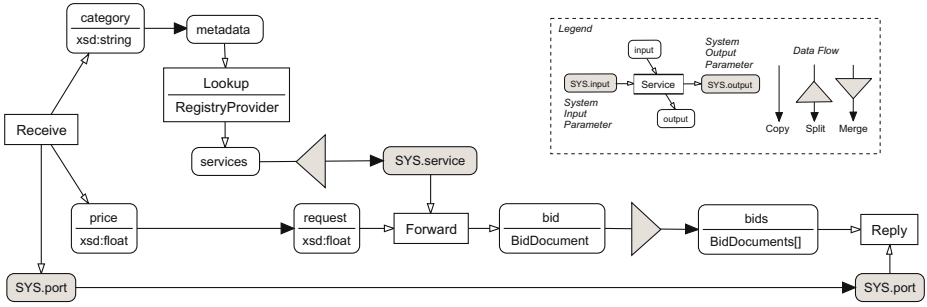 category
xsd:string
metadata
Lookup
RegistryProvider
Receive
services
SYS.service
price
xsd:float
request
xsd:float
Forward
bid
BidDocument
bids
BidDocuments[]
Reply
SYS.port
SYS.port
Legend
input
System
Output
Parameter
Data Flow
SYS.input
Service
SYS.output
System
Input
Parameter
output
Copy
Split
Merge